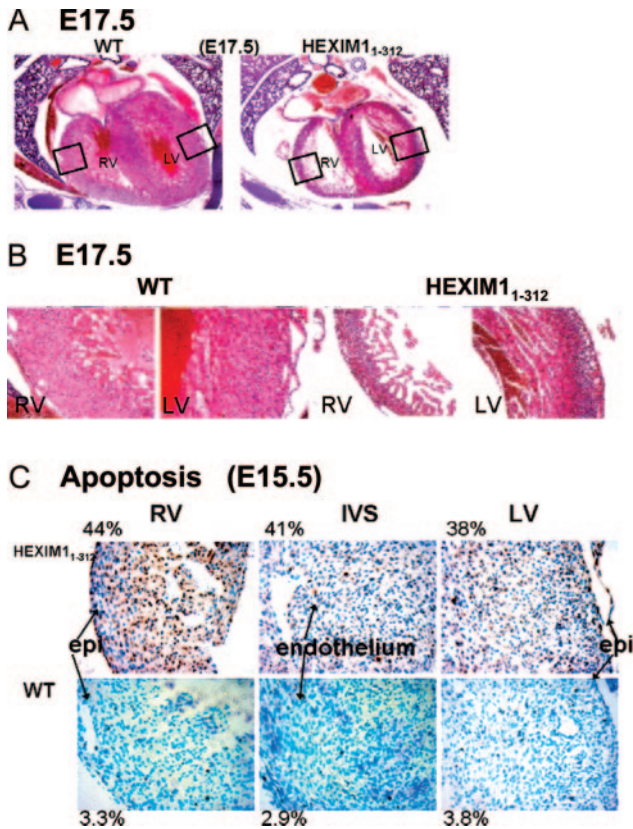 A E17.5
WT (E17.5) HEXIM1₁₋₃₁₂
RV LV RV LV
B E17.5
WT HEXIM1₁₋₃₁₂
RV LV RV LV
C Apoptosis (E15.5)
RV IVS LV
44% 41% 38%
HEXIM1₁₋₃₁₂
epi endothelium epi
WT
3.3% 2.9% 3.8%